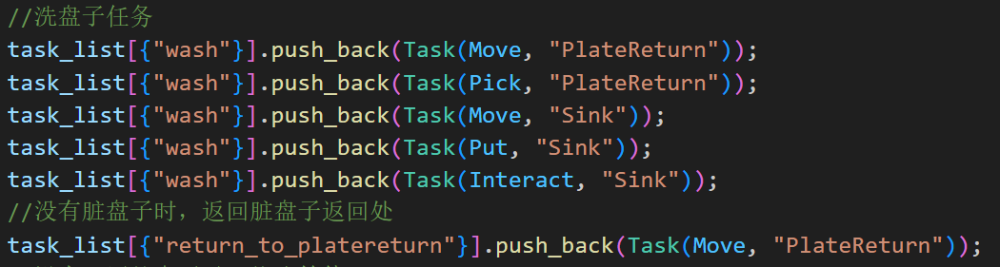 //洗盘子任务
task_list[{"wash"}].push_back(Task(Move, "PlateReturn"));
task_list[{"wash"}].push_back(Task(Pick, "PlateReturn"));
task_list[{"wash"}].push_back(Task(Move, "Sink"));
task_list[{"wash"}].push_back(Task(Put, "Sink"));
task_list[{"wash"}].push_back(Task(Interact, "Sink"));
//没有脏盘子时，返回脏盘子返回处
task_list[{"return_to_platereturn"}].push_back(Task(Move, "PlateReturn"));